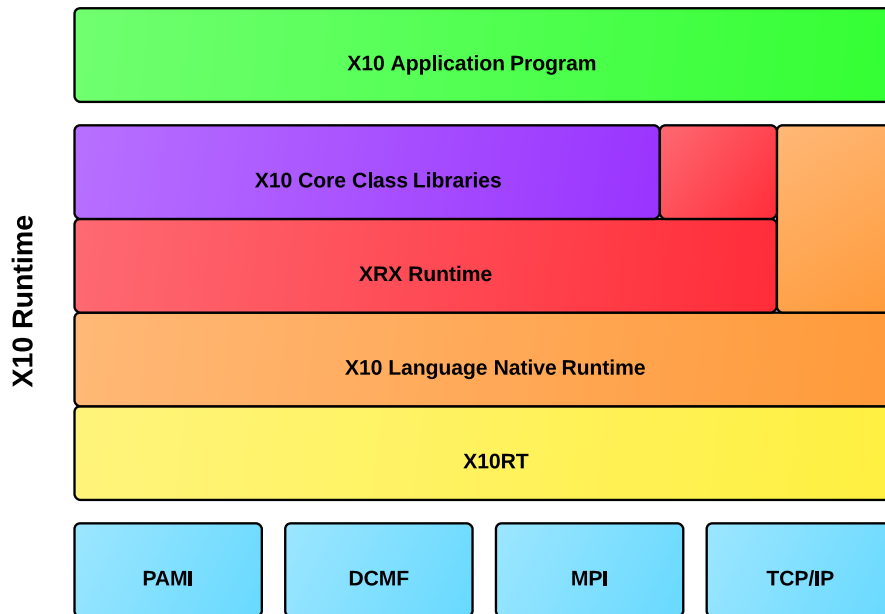 X10 Application Program
X10 Runtime
X10 Core Class Libraries
XRX Runtime
X10 Language Native Runtime
X10RT
PAMI
DCMF
MPI
TCP/IP